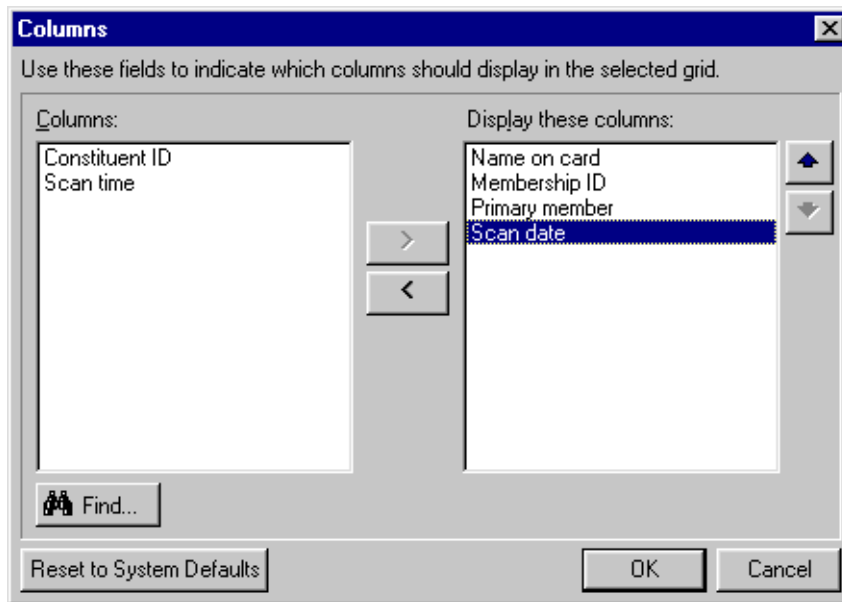 Columns
Use these fields to indicate which columns should display in the selected grid.
Columns:
Constituent ID
Scan time
>
<
Display these columns:
Name on card
Membership ID
Primary member
Scan date
Find...
Reset to System Defaults
OK
Cancel